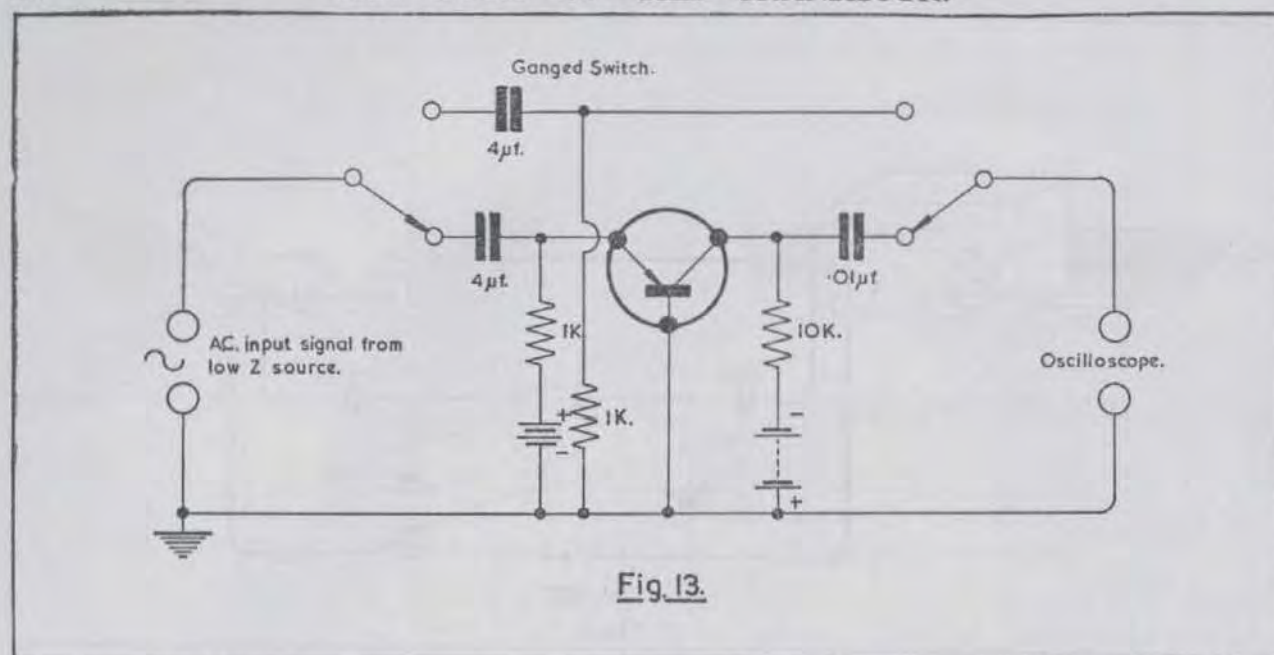 Ganged Switch.
4µf.
4µf.
·01µf
1K
10K.
A.C. input signal from
low Z source.
Oscilloscope.
+
-
1K.
-
+
Fig. 13.